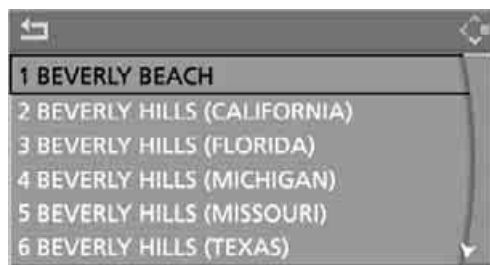 1 BEVERLY BEACH
2 BEVERLY HILLS (CALIFORNIA)
3 BEVERLY HILLS (FLORIDA)
4 BEVERLY HILLS (MICHIGAN)
5 BEVERLY HILLS (MISSOURI)
6 BEVERLY HILLS (TEXAS)